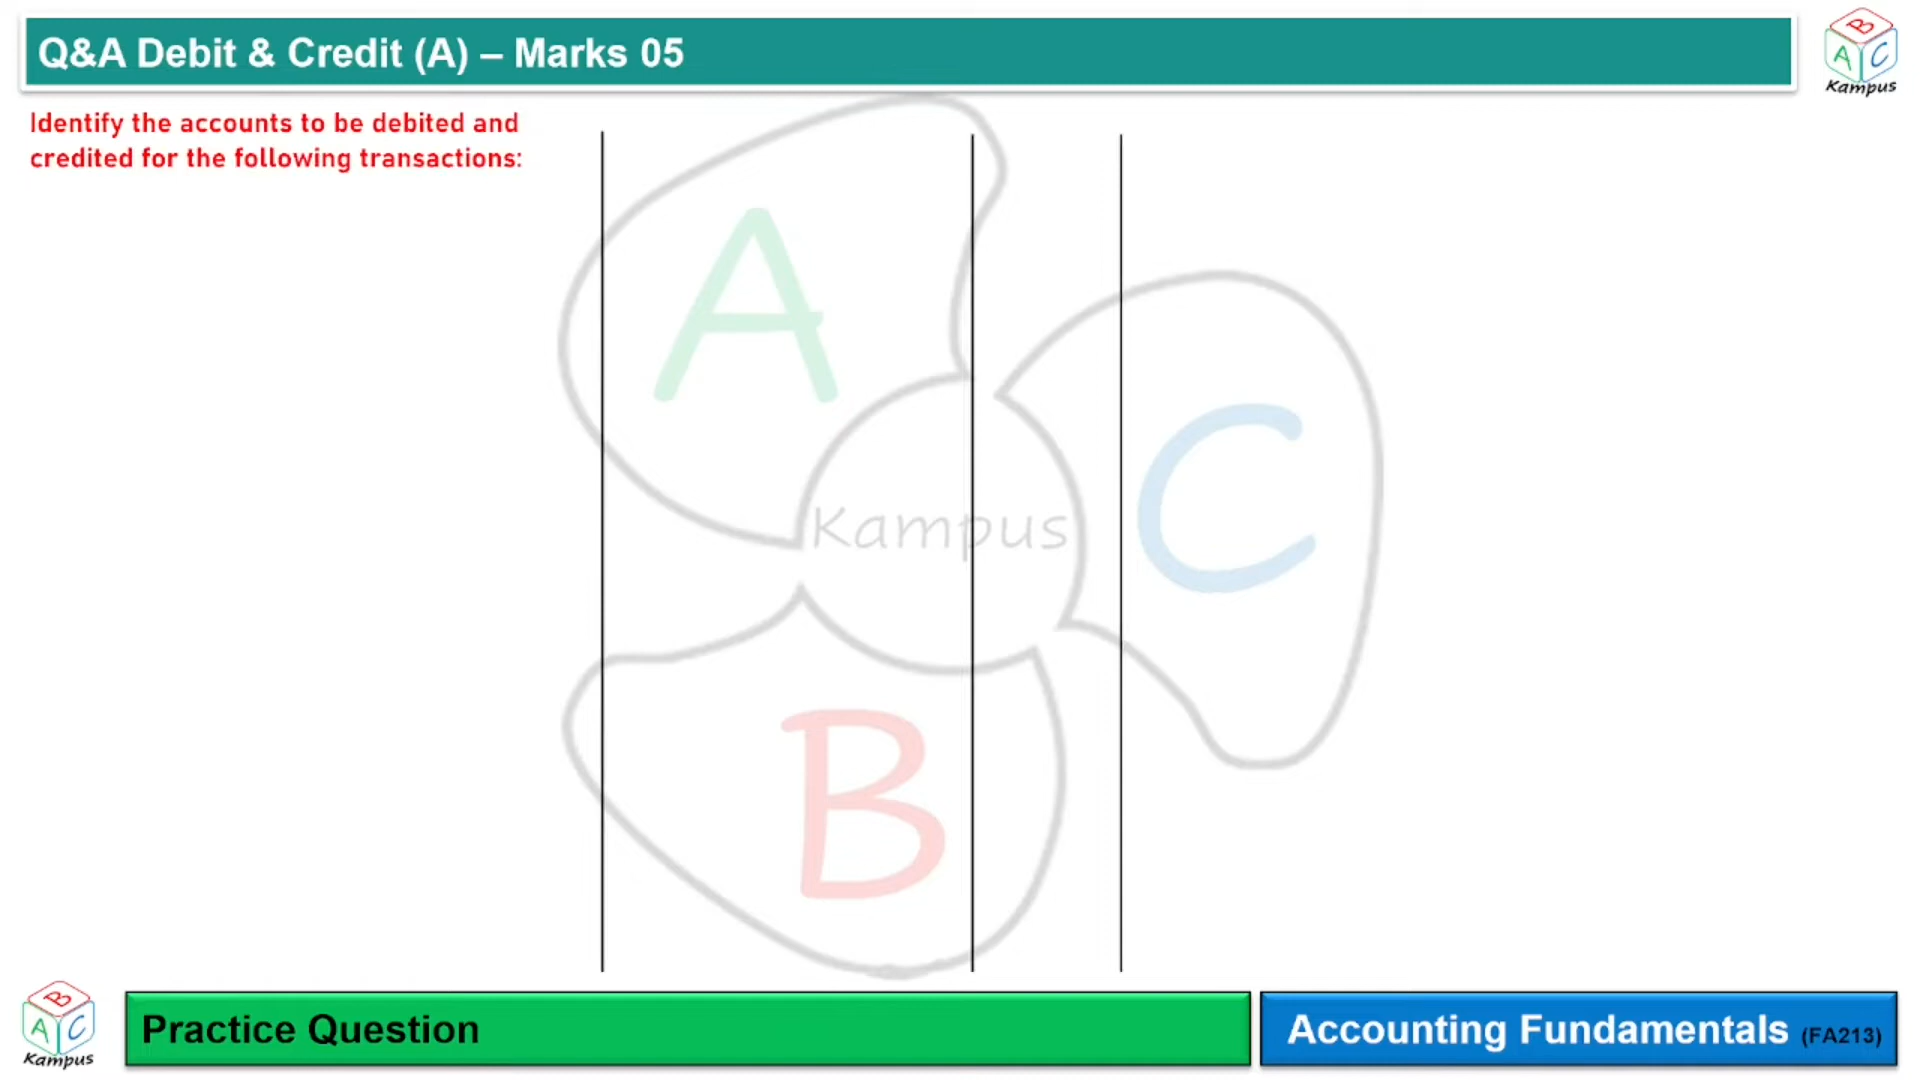 Q&A Debit & Credit (A) – Marks 05
B
A C
Kampus
Identify the accounts to be debited and
credited for the following transactions:
A
C
Kampus
B
B
A C
Kampus
Practice Question
Accounting Fundamentals (FA213)